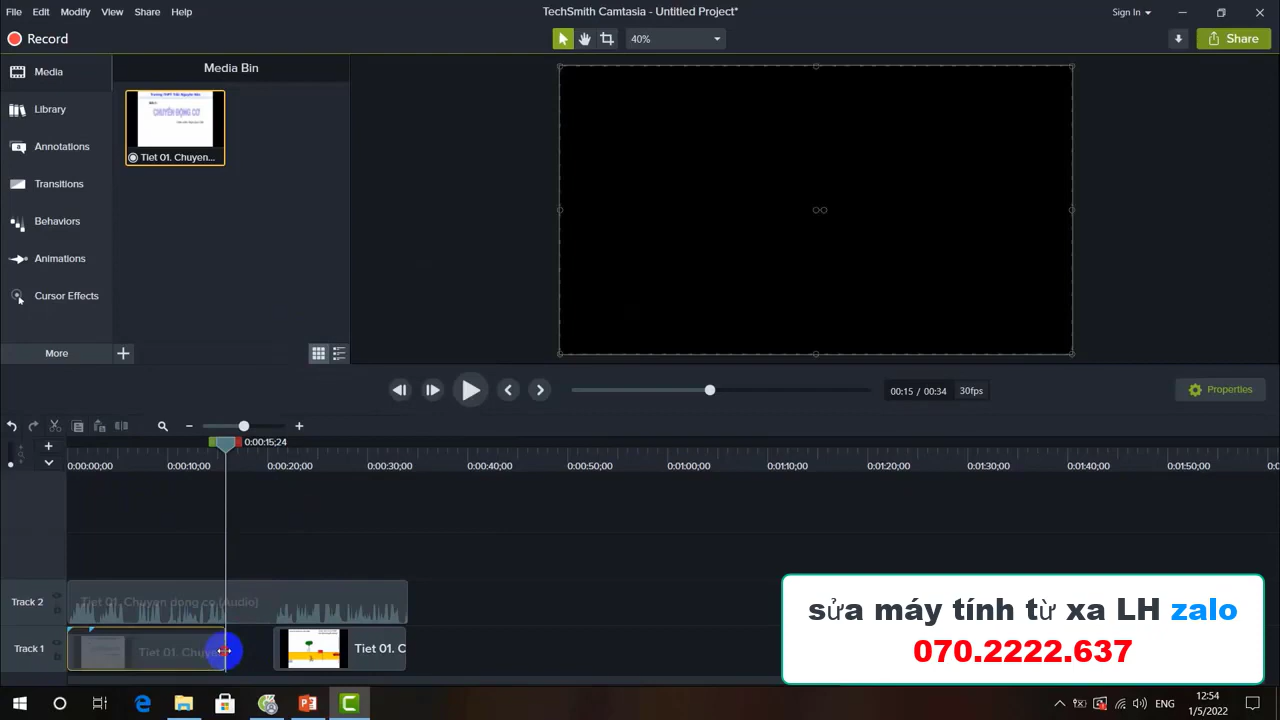 File Edit Modify View Share Help
TechSmith Camtasia - Untitled Project*
Sign In
Record
40%
Share
Media
Library
Annotations
Transitions
Behaviors
Animations
Cursor Effects
More
Media Bin
CHUYỂN ĐỘNG CƠ
Tiet 01. Chuyen...
00:15 / 00:34 30fps
Properties
0:00:15;24
0:00:00;00 0:00:10;00 0:00:20;00 0:00:30;00 0:00:40;00 0:00:50;00 0:01:00;00 0:01:10;00 0:01:20;00 0:01:30;00 0:01:40;00 0:01:50;00
Track 2
Tiet 01. Chuyen dong co (Audio)
Track 1
Tiet 01. Chuy
Tiet 01. C
sửa máy tính từ xa LH zalo
070.2222.637
ENG
12:54
1/5/2022